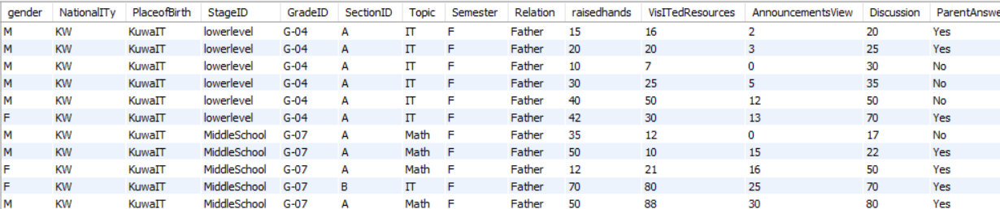 gender NationalITy PlaceofBirth StageID GradeID SectionID Topic Semester Relation raisedhands VisITedResources AnnouncementsView Discussion ParentAnswe
M KW KuwaIT lowerlevel G-04 A IT F Father 15 16 2 20 Yes
M KW KuwaIT lowerlevel G-04 A IT F Father 20 20 3 25 Yes
M KW KuwaIT lowerlevel G-04 A IT F Father 10 7 0 30 No
M KW KuwaIT lowerlevel G-04 A IT F Father 30 25 5 35 No
M KW KuwaIT lowerlevel G-04 A IT F Father 40 50 12 50 No
F KW KuwaIT lowerlevel G-04 A IT F Father 42 30 13 70 Yes
M KW KuwaIT MiddleSchool G-07 A Math F Father 35 12 0 17 No
M KW KuwaIT MiddleSchool G-07 A Math F Father 50 10 15 22 Yes
F KW KuwaIT MiddleSchool G-07 A Math F Father 12 21 16 50 Yes
F KW KuwaIT MiddleSchool G-07 B IT F Father 70 80 25 70 Yes
M KW KuwaIT MiddleSchool G-07 A Math F Father 50 88 30 80 Yes